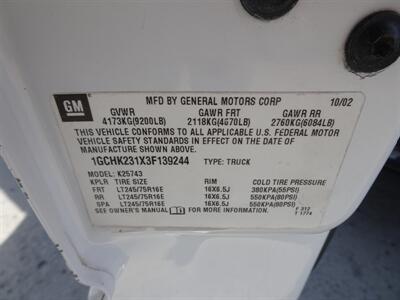 GM
MFD BY GENERAL MOTORS CORP 10/02
GVWR GAWR FRT GAWR RR
4173KG(9200LB) 2118KG(4670LB) 2760KG(6084LB)
THIS VEHICLE CONFORMS TO ALL APPLICABLE U.S. FEDERAL MOTOR
VEHICLE SAFETY STANDARDS IN EFFECT ON THE DATE OF
MANUFACTURE SHOWN ABOVE.
1GCHK231X3F139244 TYPE: TRUCK
MODEL: K25743
KPLR TIRE SIZE RIM COLD TIRE PRESSURE
FRT LT245/75R16E 16X6.5J 380KPA(55PSI)
RR LT245/75R16E 16X6.5J 550KPA(80PSI)
SPA LT245/75R16E 16X6.5J 550KPA(80PSI)
SEE OWNER'S MANUAL FOR